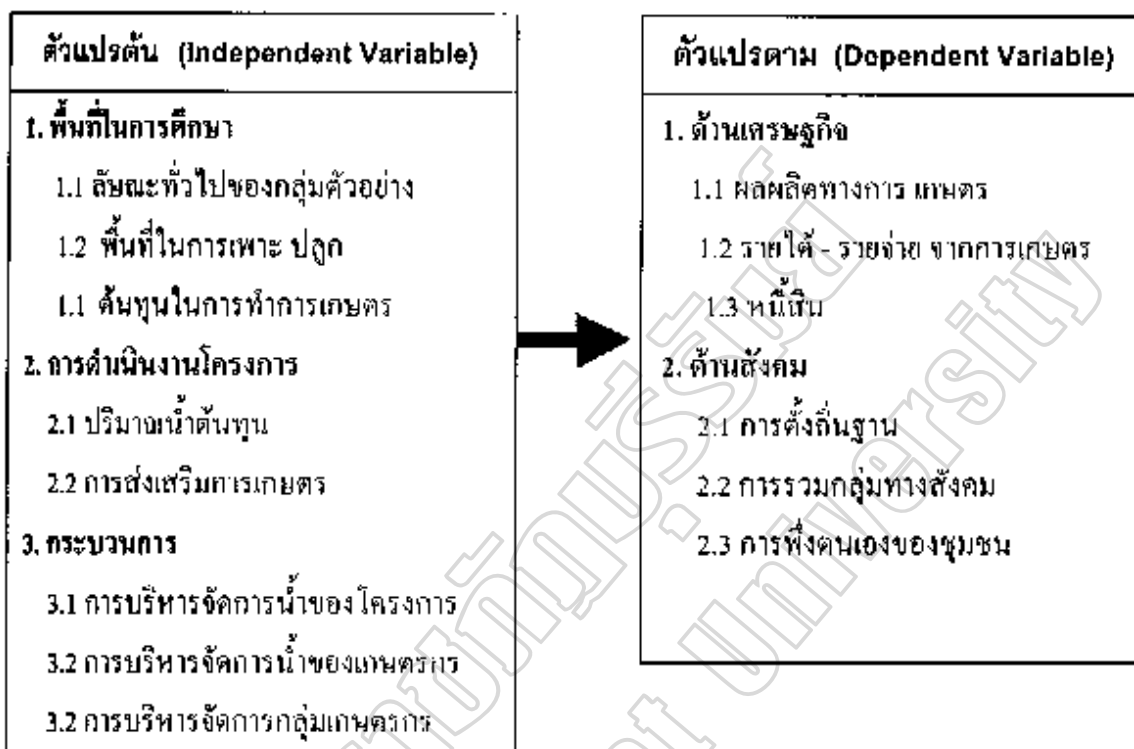 ตัวแปรต้น (Independent Variable)
1. พื้นที่ในการศึกษา
1.1 ลัษณะทั่วไปของกลุ่มตัวอย่าง
1.2 พื้นที่ในการเพาะ ปลูก
1.1 ต้นทุนในการทำการเกษตร
2. การดำเนินงานโครงการ
2.1 ปริมาณน้ำต้นทุน
2.2 การส่งเสริมการเกษตร
3. กระบวนการ
3.1 การบริหารจัดการน้ำของโครงการ
3.2 การบริหารจัดการน้ำของเกษตรกร
3.2 การบริหารจัดการกลุ่มเกษตรกร
ตัวแปรตาม (Dependent Variable)
1. ด้านเศรษฐกิจ
1.1 ผลผลิตทางการ เกษตร
1.2 รายได้ - รายจ่าย จากการเกษตร
1.3 หนี้สิน
2. ด้านสังคม
2.1 การตั้งถิ่นฐาน
2.2 การรวมกลุ่มทางสังคม
2.3 การพึ่งตนเองของชุมชน
University